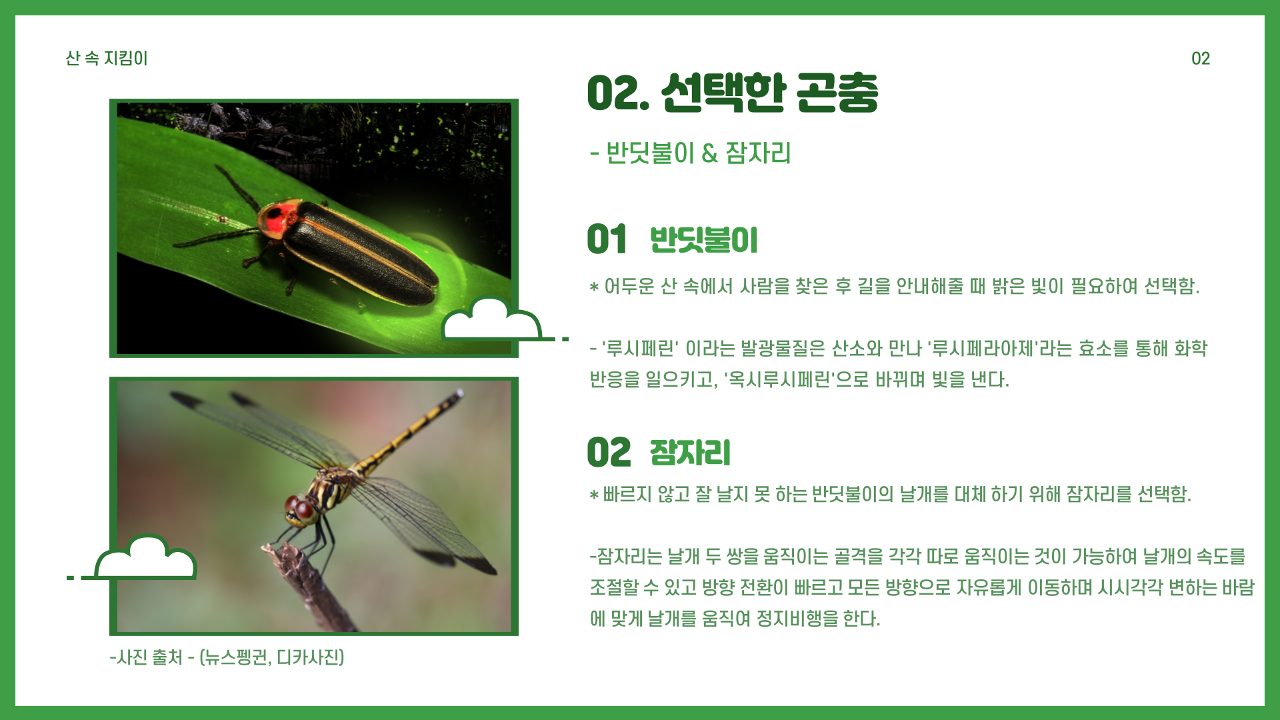 산 속 지킴이
02
02. 선택한 곤충
- 반딧불이 & 잠자리
01 반딧불이
* 어두운 산 속에서 사람을 찾은 후 길을 안내해줄 때 밝은 빛이 필요하여 선택함.
- '루시페린' 이라는 발광물질은 산소와 만나 '루시페라아제'라는 효소를 통해 화학
반응을 일으키고, '옥시루시페린'으로 바뀌며 빛을 낸다.
02 잠자리
* 빠르지 않고 잘 날지 못 하는 반딧불이의 날개를 대체 하기 위해 잠자리를 선택함.
-잠자리는 날개 두 쌍을 움직이는 골격을 각각 따로 움직이는 것이 가능하여 날개의 속도를
조절할 수 있고 방향 전환이 빠르고 모든 방향으로 자유롭게 이동하며 시시각각 변하는 바람
에 맞게 날개를 움직여 정지비행을 한다.
-사진 출처 - (뉴스펭귄, 디카사진)